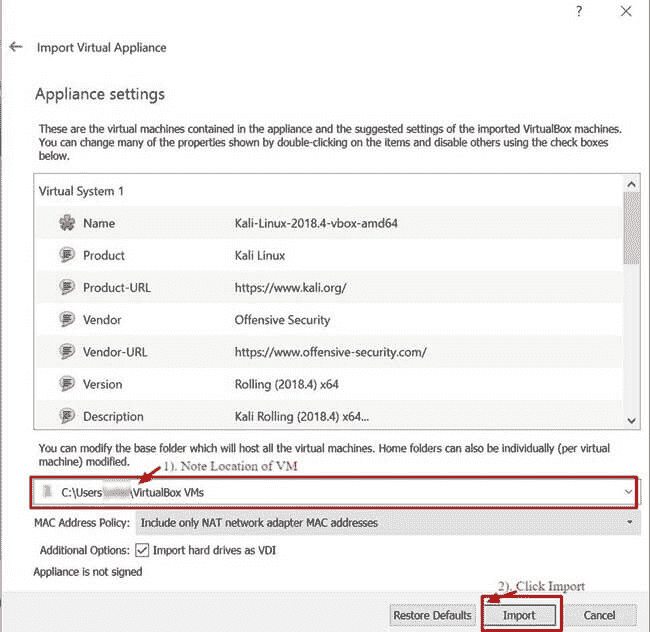 ?
Import Virtual Appliance
Appliance settings
These are the virtual machines contained in the appliance and the suggested settings of the imported VirtualBox machines.
You can change many of the properties shown by double-clicking on the items and disable others using the check boxes
below.
Virtual System 1
Name Kali-Linux-2018.4-vbox-amd64
Product Kali Linux
Product-URL https://www.kali.org/
Vendor Offensive Security
Vendor-URL https://www.offensive-security.com/
Version Rolling (2018.4) x64
Description Kali Rolling (2018.4) x64...
You can modify the base folder which will host all the virtual machines. Home folders can also be individually (per virtual
machine) modified.
1). Note Location of VM
C:\Users \VirtualBox VMs
MAC Address Policy: Include only NAT network adapter MAC addresses
Additional Options: Import hard drives as VDI
Appliance is not signed
2). Click Import
Restore Defaults Import Cancel